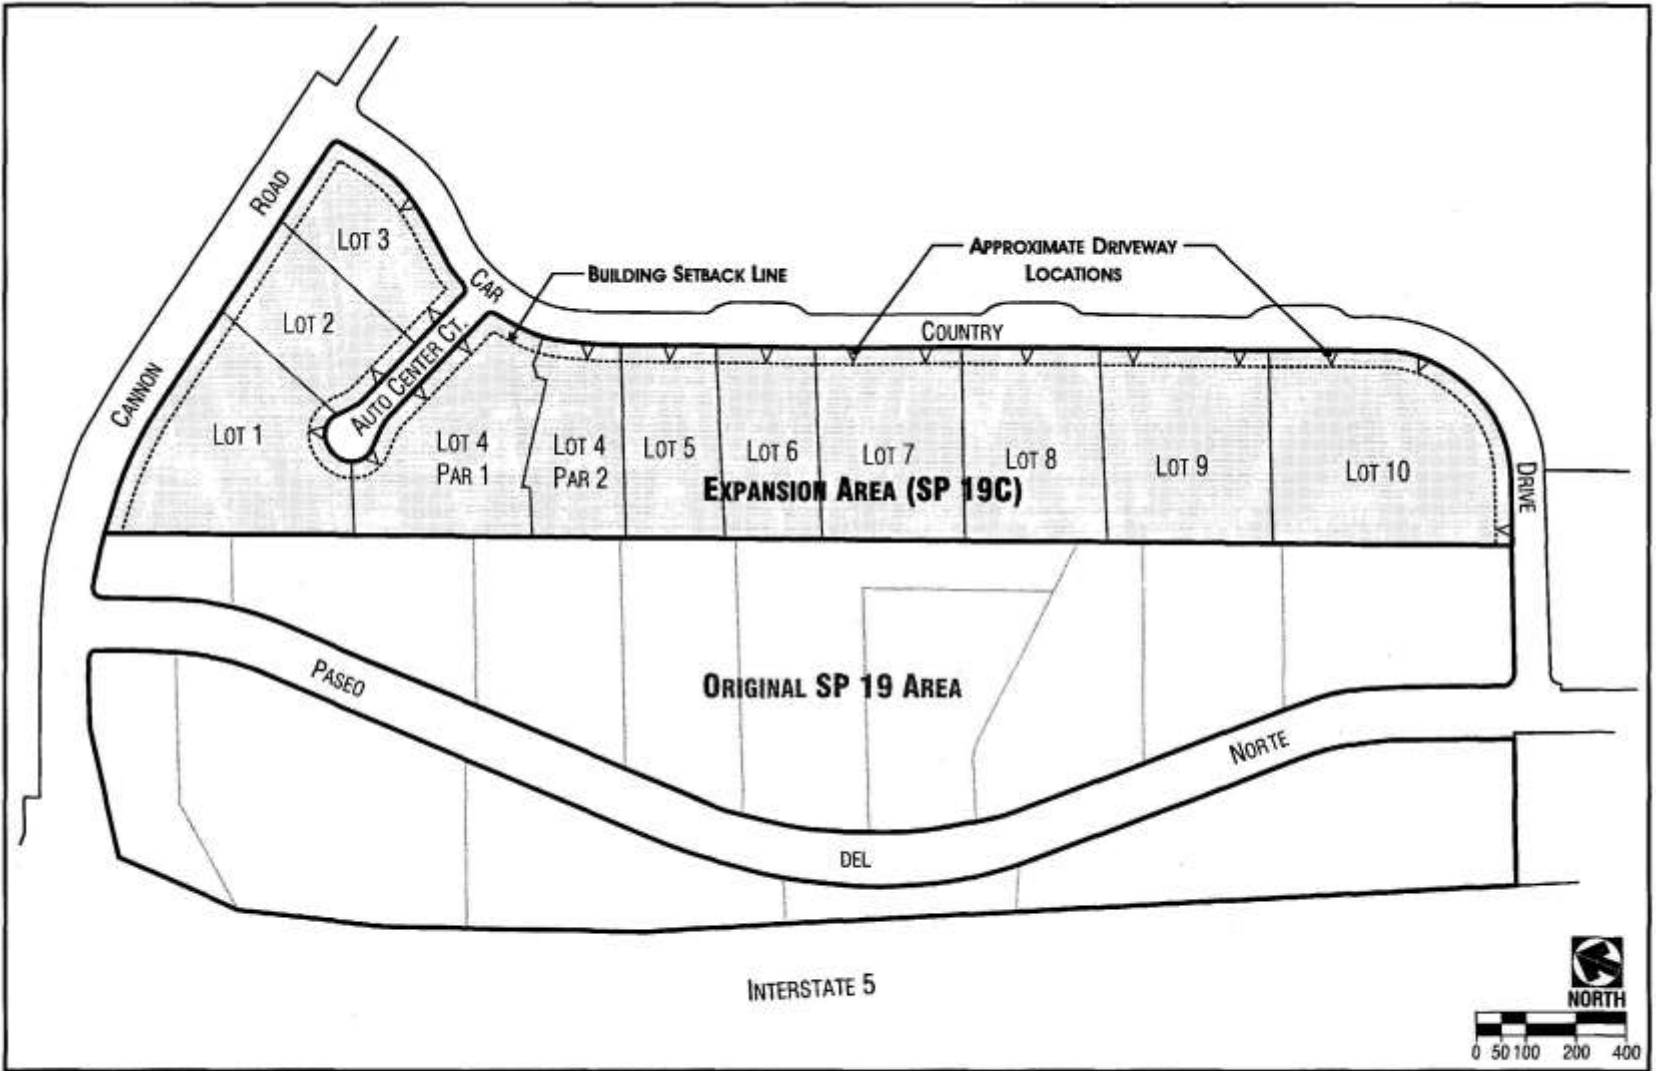 ROAD
CANNON
LOT 3
LOT 2
LOT 1
CAR
AUTO CENTER CT.
BUILDING SETBACK LINE
APPROXIMATE DRIVEWAY
LOCATIONS
COUNTRY
DRIVE
LOT 4
PAR 1
LOT 4
PAR 2
LOT 5
LOT 6
LOT 7
LOT 8
LOT 9
LOT 10
EXPANSION AREA (SP 19C)
ORIGINAL SP 19 AREA
PASEO
DEL
NORTE
INTERSTATE 5
NORTH
0 50 100 200 400